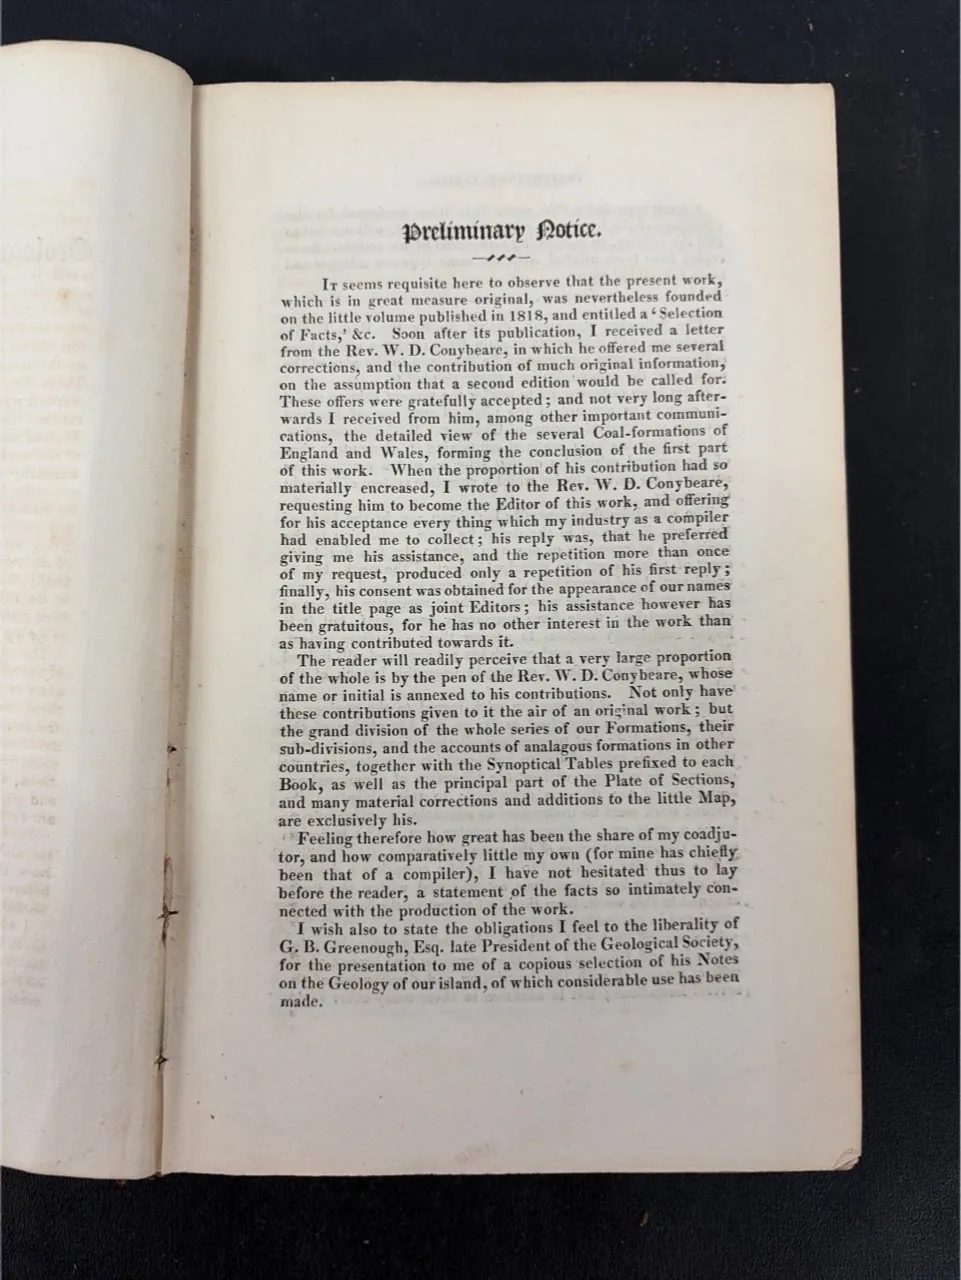 Preliminary Notice.
It seems requisite here to observe that the present work,
which is in great measure original, was nevertheless founded
on the little volume published in 1818, and entitled a ‘Selection
of Facts,’ &c. Soon after its publication, I received a letter
from the Rev. W. D. Conybeare, in which he offered me several
corrections, and the contribution of much original information,
on the assumption that a second edition would be called for.
These offers were gratefully accepted; and not very long after-
wards I received from him, among other important communi-
cations, the detailed view of the several Coal-formations of
England and Wales, forming the conclusion of the first part
of this work. When the proportion of his contribution had so
materially encreased, I wrote to the Rev. W. D. Conybeare,
requesting him to become the Editor of this work, and offering
for his acceptance every thing which my industry as a compiler
had enabled me to collect; his reply was, that he preferred
giving me his assistance, and the repetition more than once
of my request, produced only a repetition of his first reply;
finally, his consent was obtained for the appearance of our names
in the title page as joint Editors; his assistance however has
been gratuitous, for he has no other interest in the work than
as having contributed towards it.
The reader will readily perceive that a very large proportion
of the whole is by the pen of the Rev. W. D. Conybeare, whose
name or initial is annexed to his contributions. Not only have
these contributions given to it the air of an original work; but
the grand division of the whole series of our Formations, their
sub-divisions, and the accounts of analagous formations in other
countries, together with the Synoptical Tables prefixed to each
Book, as well as the principal part of the Plate of Sections,
and many material corrections and additions to the little Map,
are exclusively his.
Feeling therefore how great has been the share of my coadju-
tor, and how comparatively little my own (for mine has chiefly
been that of a compiler), I have not hesitated thus to lay
before the reader, a statement of the facts so intimately con-
nected with the production of the work.
I wish also to state the obligations I feel to the liberality of
G. B. Greenough, Esq. late President of the Geological Society,
for the presentation to me of a copious selection of his Notes
on the Geology of our island, of which considerable use has been
made.